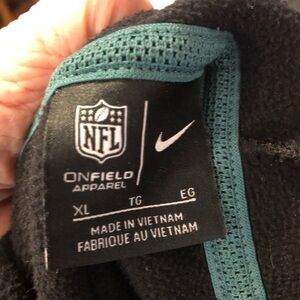 NFL
ONFIELD
APPAREL
XL TG EG
MADE IN VIETNAM
FABRIQUE AU VIETNAM